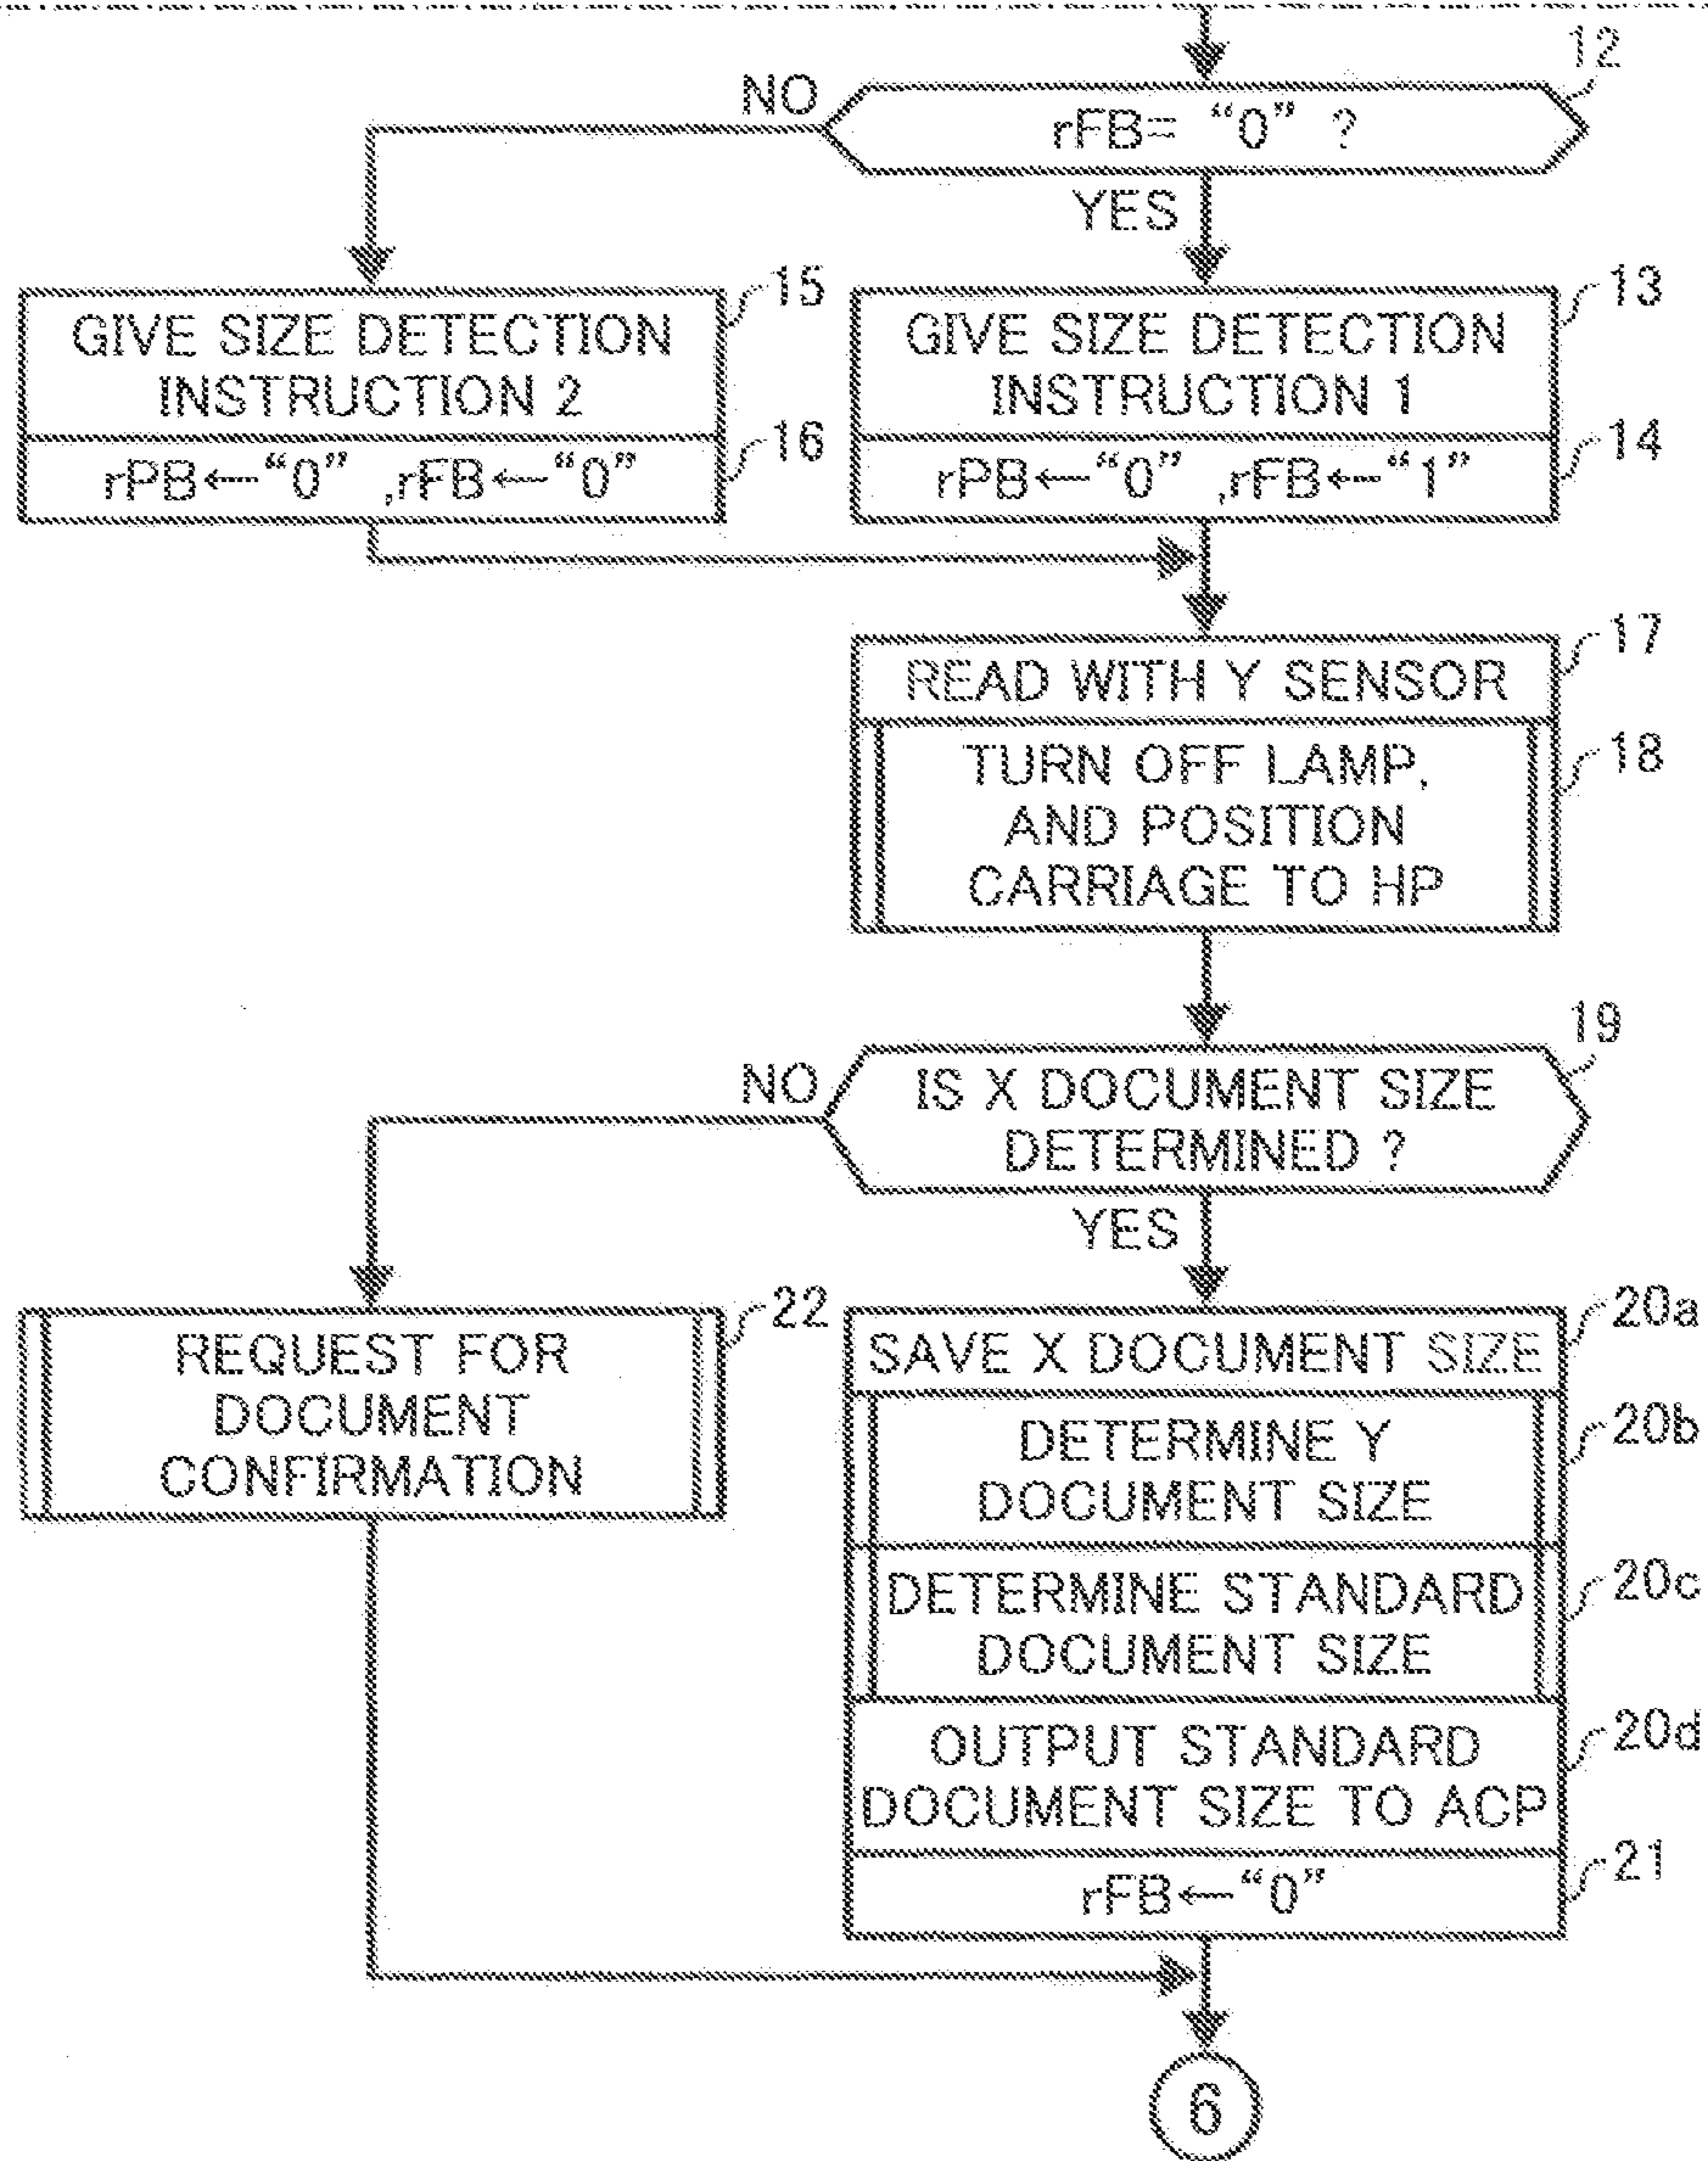 12
NO
rFB= “0” ?
YES
15
GIVE SIZE DETECTION
INSTRUCTION 2
16
rPB←“0” ,rFB←“0”
13
GIVE SIZE DETECTION
INSTRUCTION 1
14
rPB←“0” ,rFB←“1”
17
READ WITH Y SENSOR
18
TURN OFF LAMP,
AND POSITION
CARRIAGE TO HP
19
NO
IS X DOCUMENT SIZE
DETERMINED ?
YES
22
REQUEST FOR
DOCUMENT
CONFIRMATION
20a
SAVE X DOCUMENT SIZE
20b
DETERMINE Y
DOCUMENT SIZE
20c
DETERMINE STANDARD
DOCUMENT SIZE
20d
OUTPUT STANDARD
DOCUMENT SIZE TO ACP
21
rFB←“0”
6